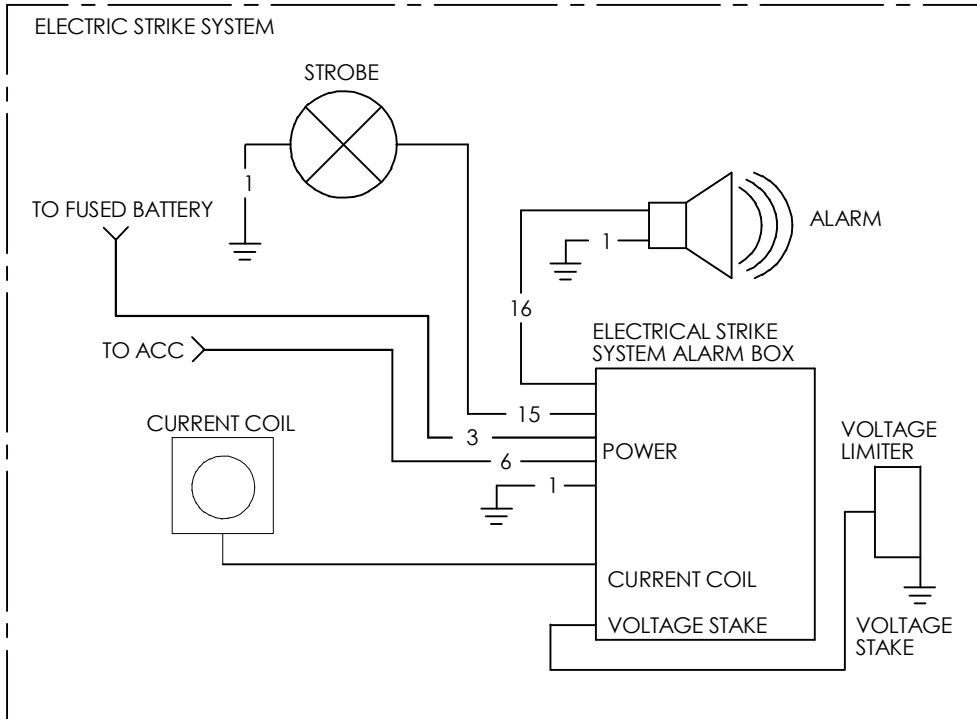 ELECTRIC STRIKE SYSTEM
STROBE
1
TO FUSED BATTERY
ALARM
1
16
ELECTRICAL STRIKE
SYSTEM ALARM BOX
TO ACC
15
CURRENT COIL
3
POWER
6
1
VOLTAGE
LIMITER
CURRENT COIL
VOLTAGE STAKE
VOLTAGE
STAKE